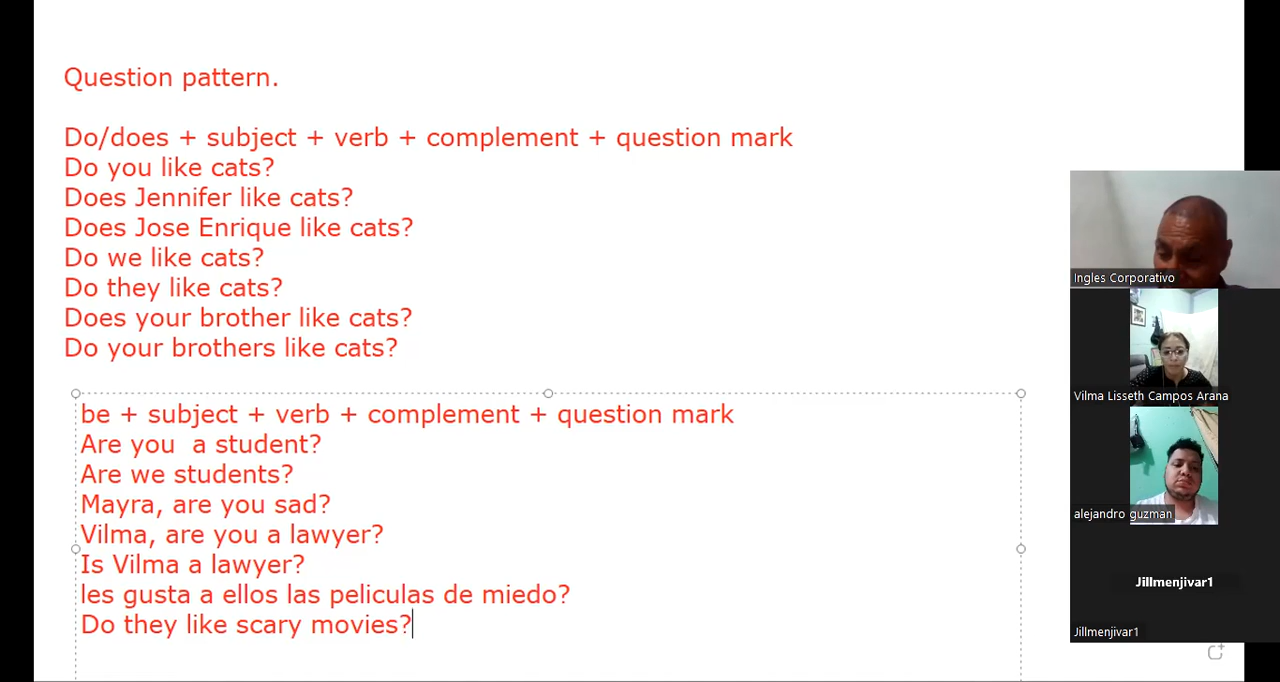 Question pattern.
Do/does + subject + verb + complement + question mark
Do you like cats?
Does Jennifer like cats?
Does Jose Enrique like cats?
Do we like cats?
Do they like cats?
Does your brother like cats?
Do your brothers like cats?
be + subject + verb + complement + question mark
Are you  a student?
Are we students?
Mayra, are you sad?
Vilma, are you a lawyer?
Is Vilma a lawyer?
les gusta a ellos las peliculas de miedo?
Do they like scary movies?
Ingles Corporativo
Vilma Lisseth Campos Arana
alejandro guzman
Jillmenjivar1
Jillmenjivar1